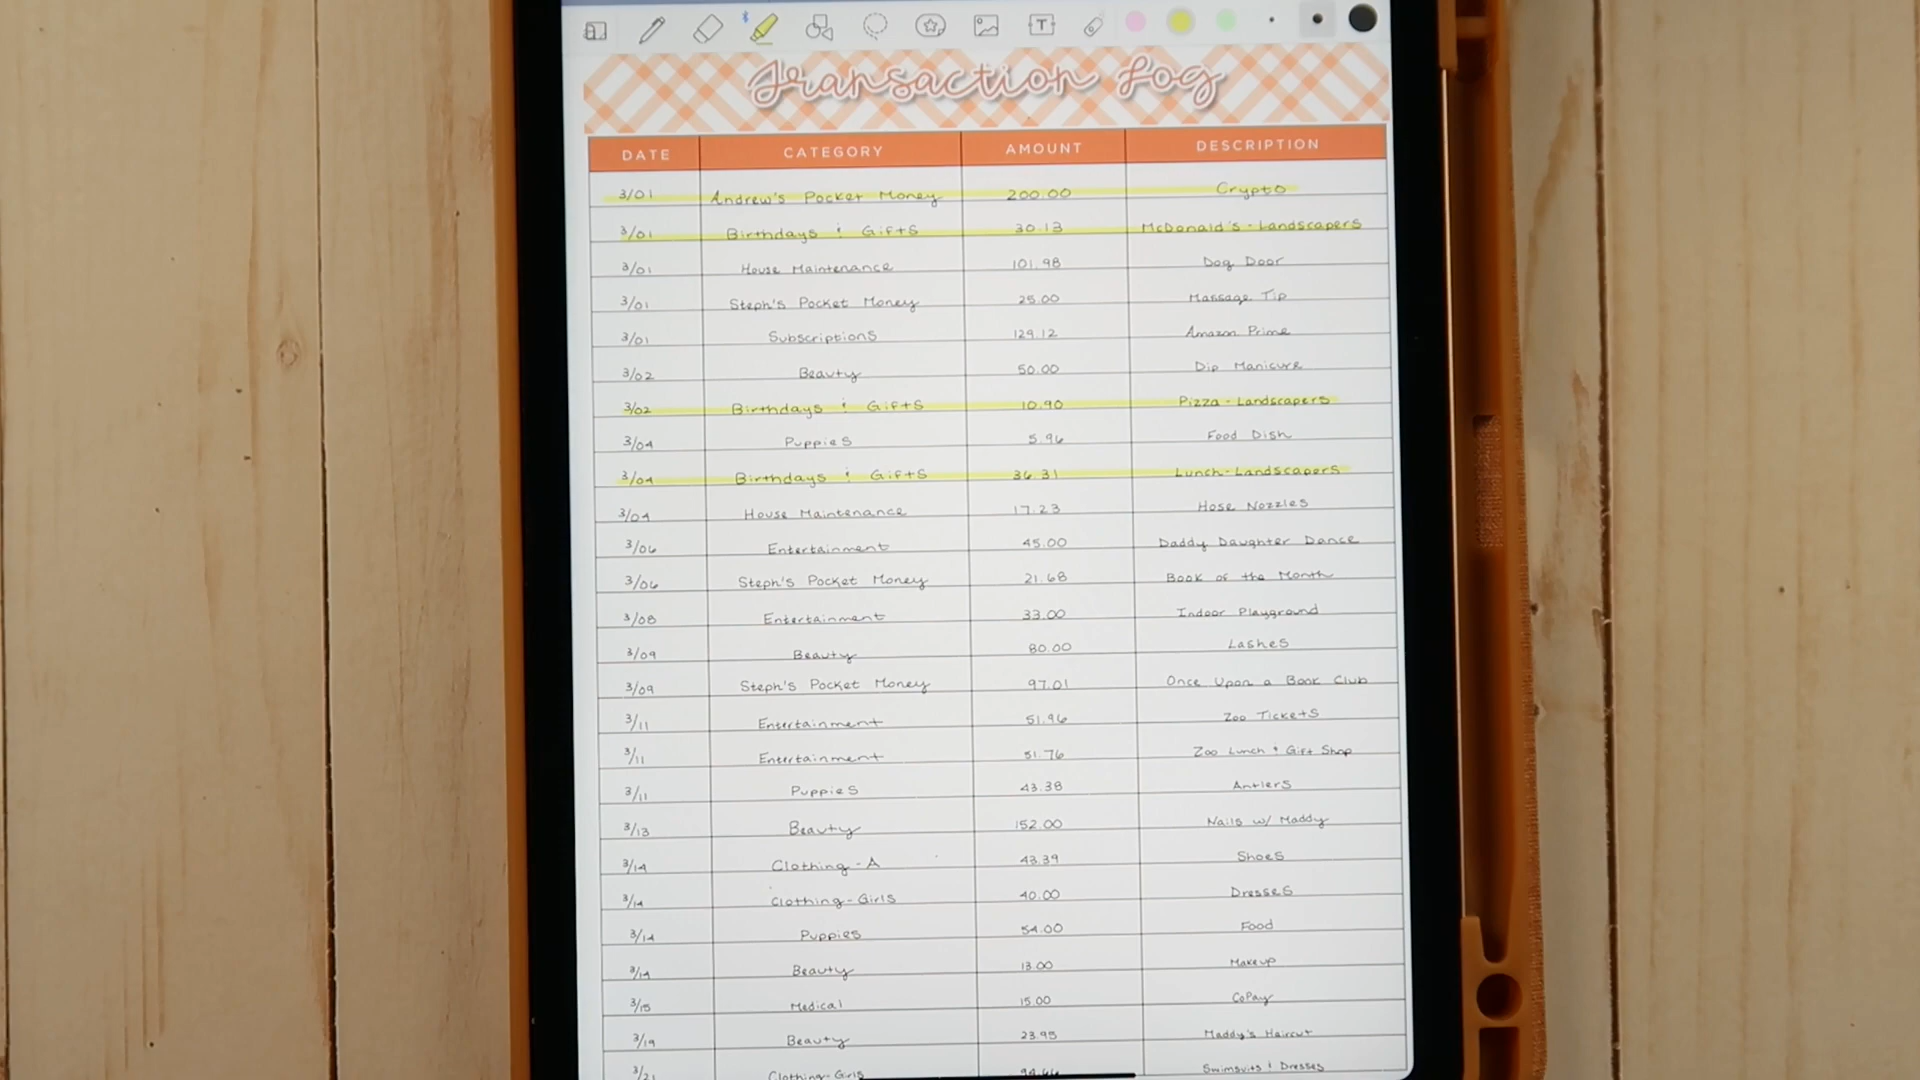 T
Transaction Log
DATE CATEGORY AMOUNT DESCRIPTION
3/01 Andrew's Pocket Money 200.00 Crypto
3/01 Birthdays & Gifts 30.13 McDonald's - Landscapers
3/01 House Maintenance 101.98 Dog Door
3/01 Steph's Pocket Money 25.00 Massage Tip
3/01 Subscriptions 129.12 Amazon Prime
3/02 Beauty 50.00 Dip Manicure
3/02 Birthdays & Gifts 10.90 Pizza - Landscapers
3/04 Puppies 5.96 Food Dish
3/04 Birthdays & Gifts 36.31 Lunch - Landscapers
3/04 House Maintenance 17.23 Hose Nozzles
3/06 Entertainment 45.00 Daddy Daughter Dance
3/06 Steph's Pocket Money 21.68 Book of the Month
3/08 Entertainment 33.00 Indoor Playground
3/09 Beauty 80.00 Lashes
3/09 Steph's Pocket Money 97.01 Once Upon a Book Club
3/11 Entertainment 51.96 Zoo Tickets
3/11 Entertainment 51.76 Zoo Lunch & Gift Shop
3/11 Puppies 43.38 Antlers
3/13 Beauty 152.00 Nails w/ Maddy
3/14 Clothing - A 43.39 Shoes
3/14 Clothing - Girls 40.00 Dresses
3/14 Puppies 54.00 Food
3/14 Beauty 13.00 Makeup
3/15 Medical 15.00 CoPay
3/19 Beauty 23.95 Maddy's Haircut
3/21 Clothing - Girls 94.66 Swimsuits & Dresses